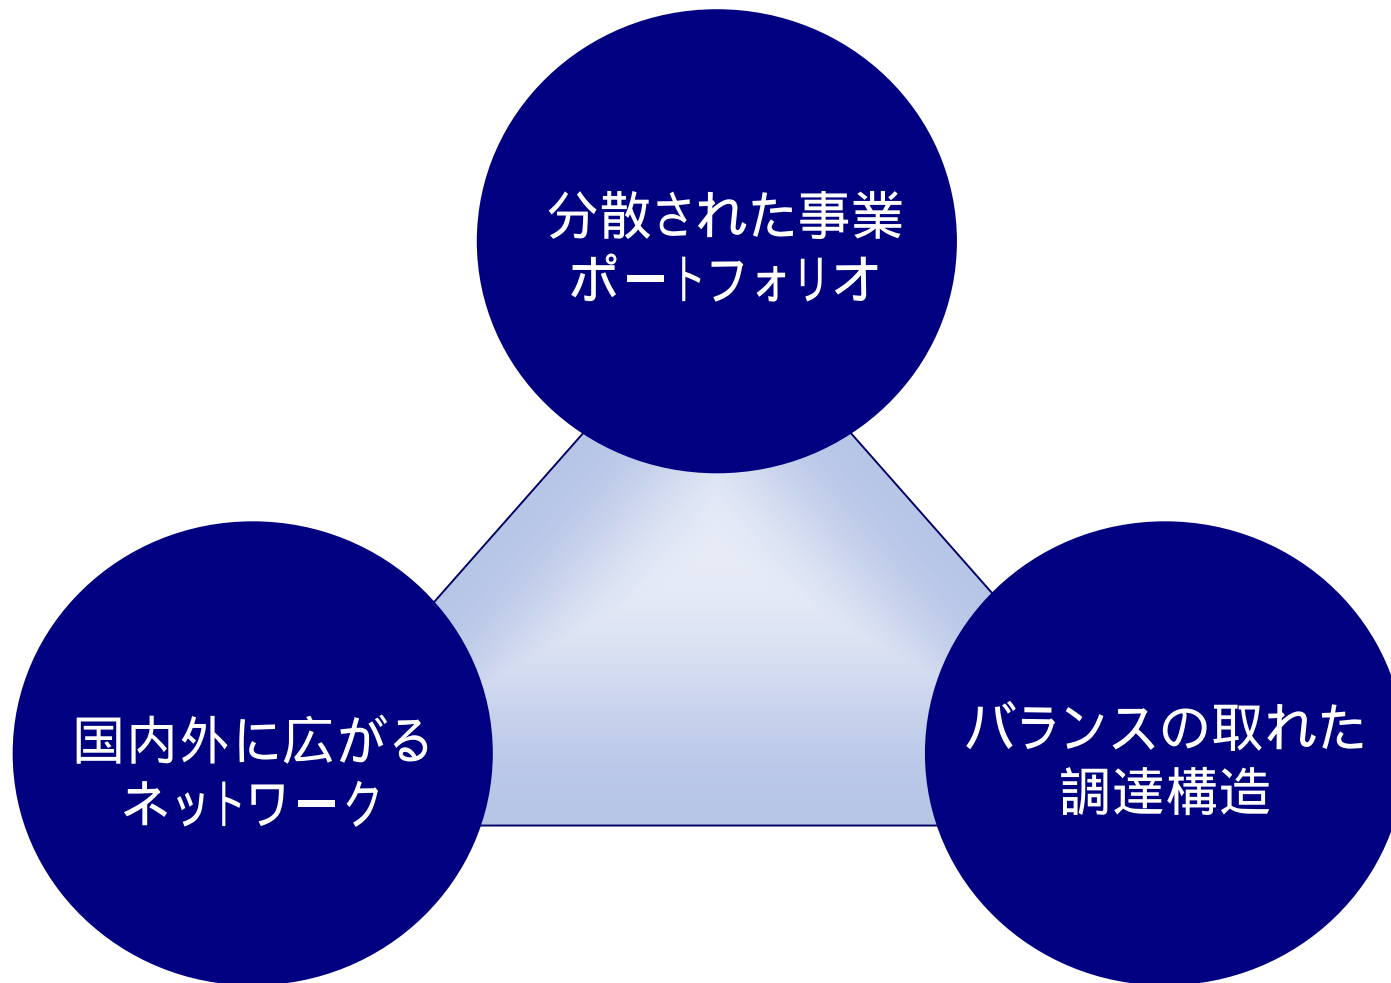 分散された事業
ポートフォリオ
国内外に広がる
ネットワーク
バランスの取れた
調達構造